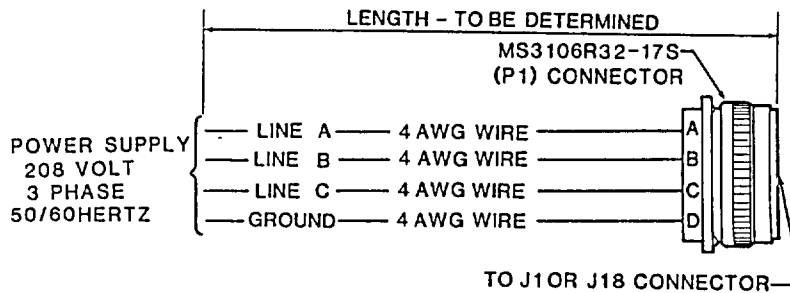 LENGTH - TO BE DETERMINED
MS3106R32-17S
(P1) CONNECTOR
POWER SUPPLY
208 VOLT
3 PHASE
50/60HERTZ
LINE A 4 AWG WIRE A
LINE B 4 AWG WIRE B
LINE C 4 AWG WIRE C
GROUND 4 AWG WIRE D
TO J1 OR J18 CONNECTOR